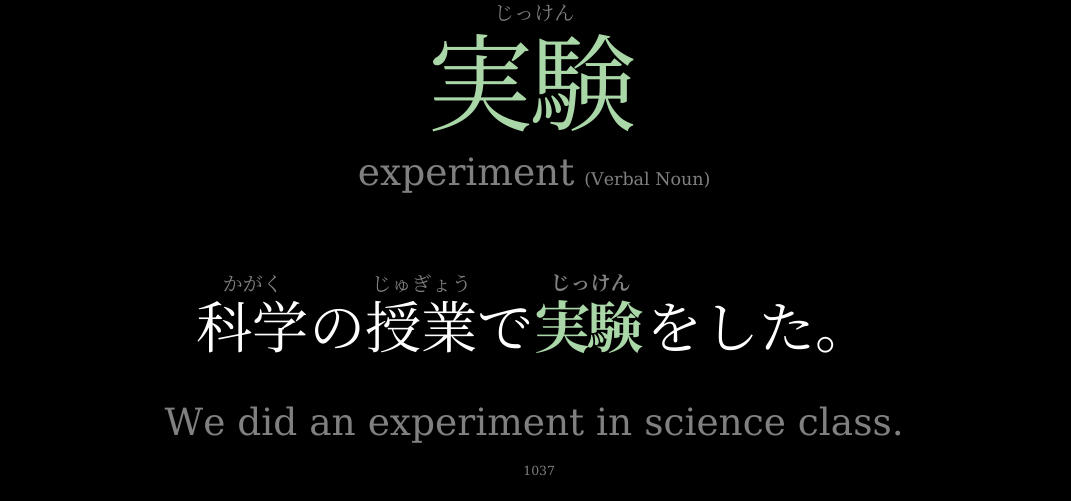 じっけん
実験
experiment (Verbal Noun)
かがく じゅぎょう じっけん
科学の授業で実験をした。
We did an experiment in science class.
1037